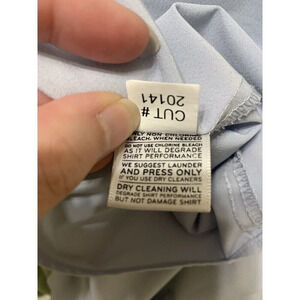 CUT #
20141
ONLY NON-CHLORINE
BLEACH, WHEN NEEDED
DO NOT USE CHLORINE BLEACH
AS IT WILL DEGRADE
SHIRT PERFORMANCE
WE SUGGEST LAUNDER
AND PRESS ONLY
IF YOU USE DRY CLEANERS
DRY CLEANING WILL
DEGRADE SHIRT PERFORMANCE
BUT NOT DAMAGE SHIRT